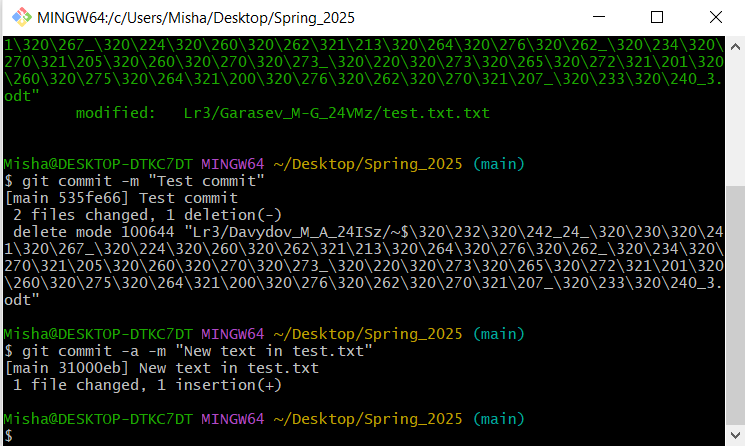 MINGW64:/c/Users/Misha/Desktop/Spring_2025
1\320\267_\320\224\320\260\320\262\321\213\320\264\320\276\320\262_\320\234\320\
270\321\205\320\260\320\270\320\273_\320\220\320\273\320\265\320\272\321\201\320
\260\320\275\320\264\321\200\320\276\320\262\320\270\321\207_\320\233\320\240_3.
odt"
modified:   Lr3/Garasev_M-G_24VMz/test.txt.txt
Misha@DESKTOP-DTKC7DT MINGW64 ~/Desktop/Spring_2025 (main)
$ git commit -m "Test commit"
[main 535fe66] Test commit
2 files changed, 1 deletion(-)
delete mode 100644 "Lr3/Davydov_M_A_24ISz/~$\320\232\320\242_24_\320\230\320\24
1\320\267_\320\224\320\260\320\262\321\213\320\264\320\276\320\262_\320\234\320\
270\321\205\320\260\320\270\320\273_\320\220\320\273\320\265\320\272\321\201\320
\260\320\275\320\264\321\200\320\276\320\262\320\270\321\207_\320\233\320\240_3.
odt"
Misha@DESKTOP-DTKC7DT MINGW64 ~/Desktop/Spring_2025 (main)
$ git commit -a -m "New text in test.txt"
[main 31000eb] New text in test.txt
1 file changed, 1 insertion(+)
Misha@DESKTOP-DTKC7DT MINGW64 ~/Desktop/Spring_2025 (main)
$